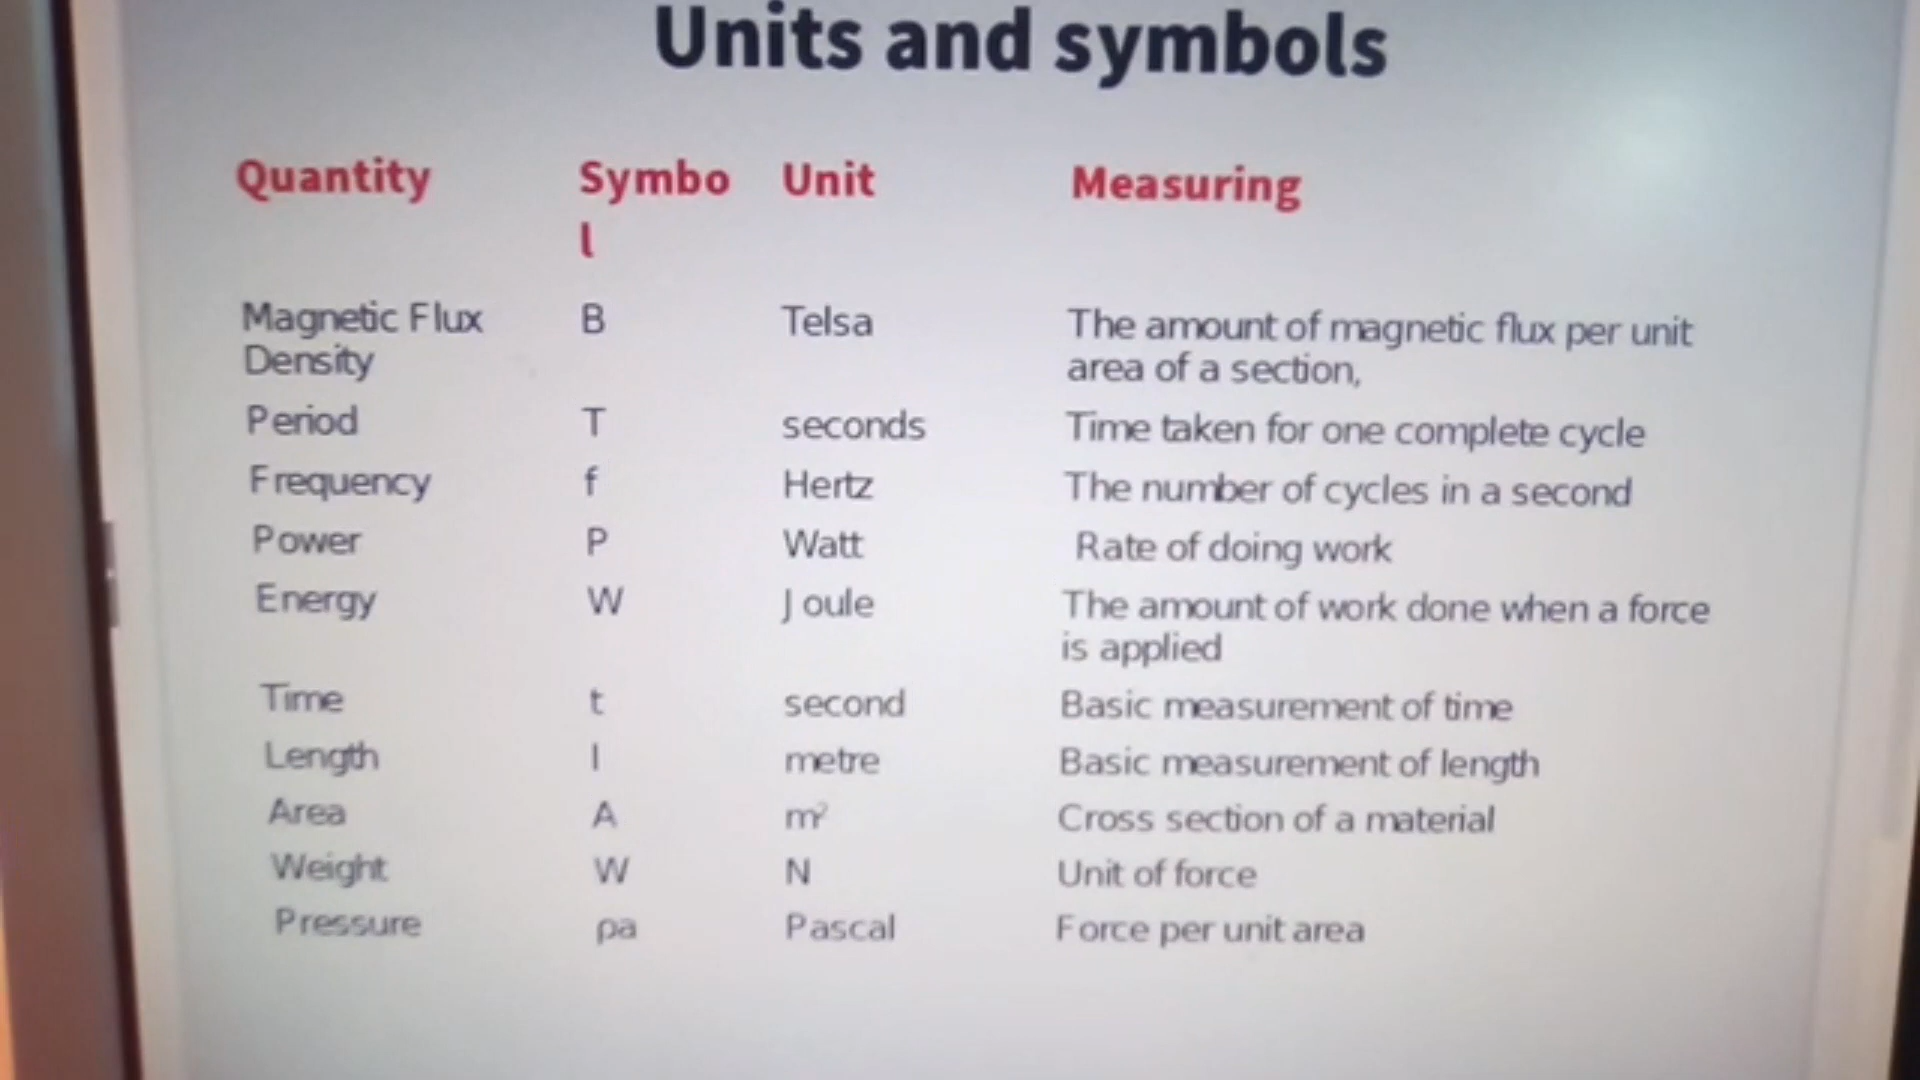 Units and symbols
Quantity Symbo Unit Measuring
l
Magnetic Flux B Telsa The amount of magnetic flux per unit
Density area of a section,
Period T seconds Time taken for one complete cycle
Frequency f Hertz The number of cycles in a second
Power P Watt Rate of doing work
Energy W Joule The amount of work done when a force
is applied
Time t second Basic measurement of time
Length l metre Basic measurement of length
Area A m² Cross section of a material
Weight W N Unit of force
Pressure pa Pascal Force per unit area